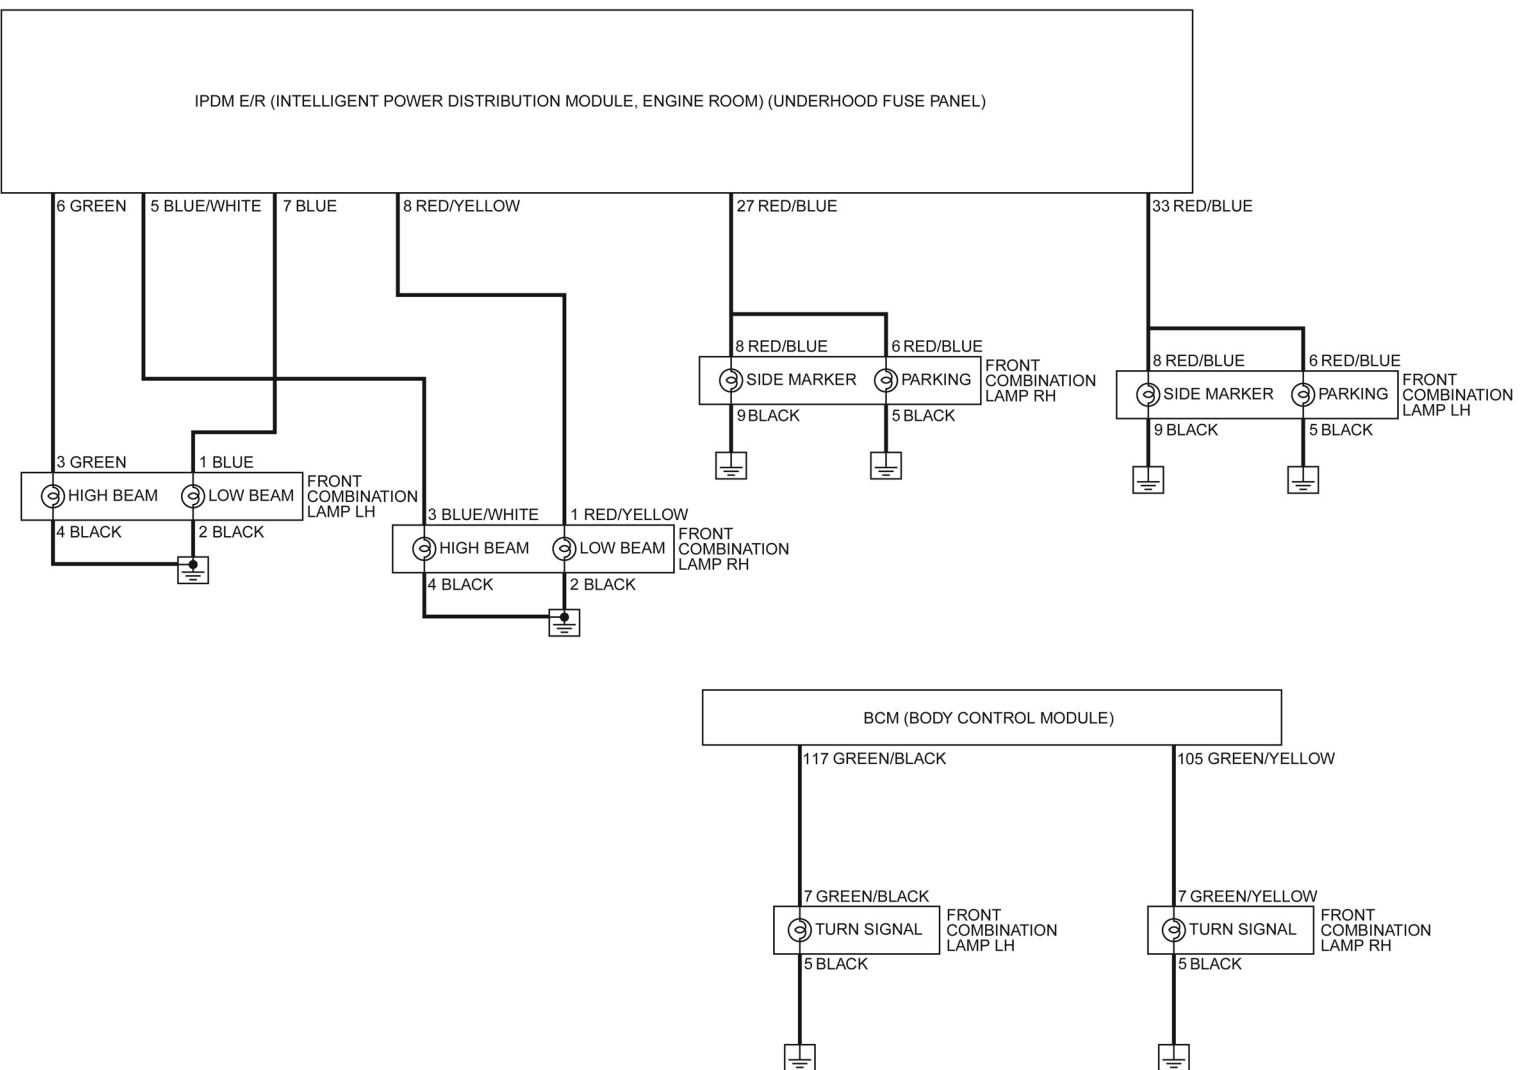 IPDM E/R (INTELLIGENT POWER DISTRIBUTION MODULE, ENGINE ROOM) (UNDERHOOD FUSE PANEL)
6 GREEN
5 BLUE/WHITE
7 BLUE
8 RED/YELLOW
27 RED/BLUE
33 RED/BLUE
8 RED/BLUE
6 RED/BLUE
SIDE MARKER
PARKING
FRONT
COMBINATION
LAMP RH
9 BLACK
5 BLACK
8 RED/BLUE
6 RED/BLUE
SIDE MARKER
PARKING
FRONT
COMBINATION
LAMP LH
9 BLACK
5 BLACK
3 GREEN
1 BLUE
HIGH BEAM
LOW BEAM
FRONT
COMBINATION
LAMP LH
4 BLACK
2 BLACK
3 BLUE/WHITE
1 RED/YELLOW
HIGH BEAM
LOW BEAM
FRONT
COMBINATION
LAMP RH
4 BLACK
2 BLACK
BCM (BODY CONTROL MODULE)
117 GREEN/BLACK
105 GREEN/YELLOW
7 GREEN/BLACK
TURN SIGNAL
FRONT
COMBINATION
LAMP LH
5 BLACK
7 GREEN/YELLOW
TURN SIGNAL
FRONT
COMBINATION
LAMP RH
5 BLACK